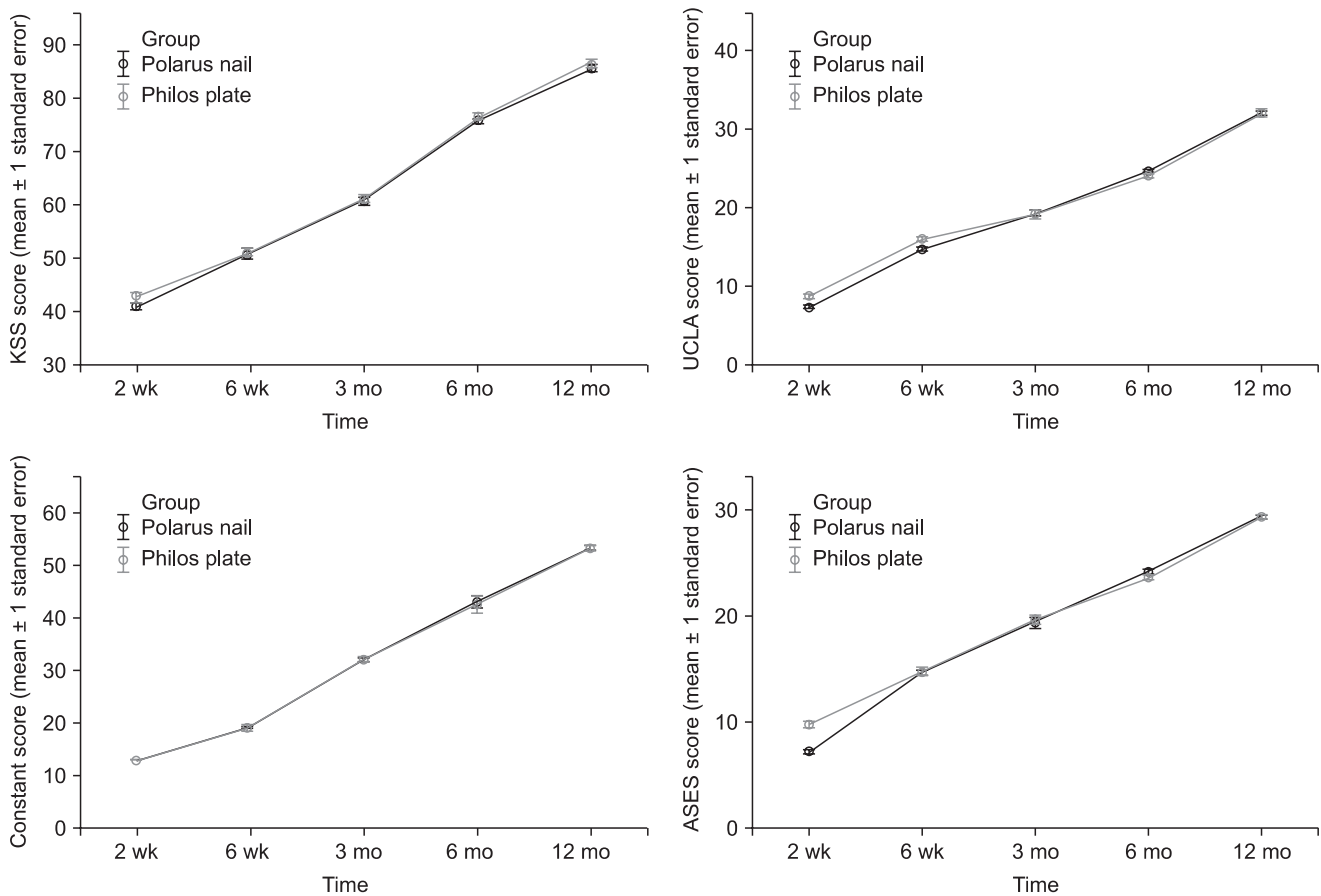 KSS score (mean ± 1 standard error)
90
80
70
60
50
40
30
Group
Polarus nail
Philos plate
2 wk 6 wk 3 mo 6 mo 12 mo
Time
UCLA score (mean ± 1 standard error)
40
30
20
10
0
Group
Polarus nail
Philos plate
2 wk 6 wk 3 mo 6 mo 12 mo
Time
Constant score (mean ± 1 standard error)
60
50
40
30
20
10
0
Group
Polarus nail
Philos plate
2 wk 6 wk 3 mo 6 mo 12 mo
Time
ASES score (mean ± 1 standard error)
30
20
10
0
Group
Polarus nail
Philos plate
2 wk 6 wk 3 mo 6 mo 12 mo
Time